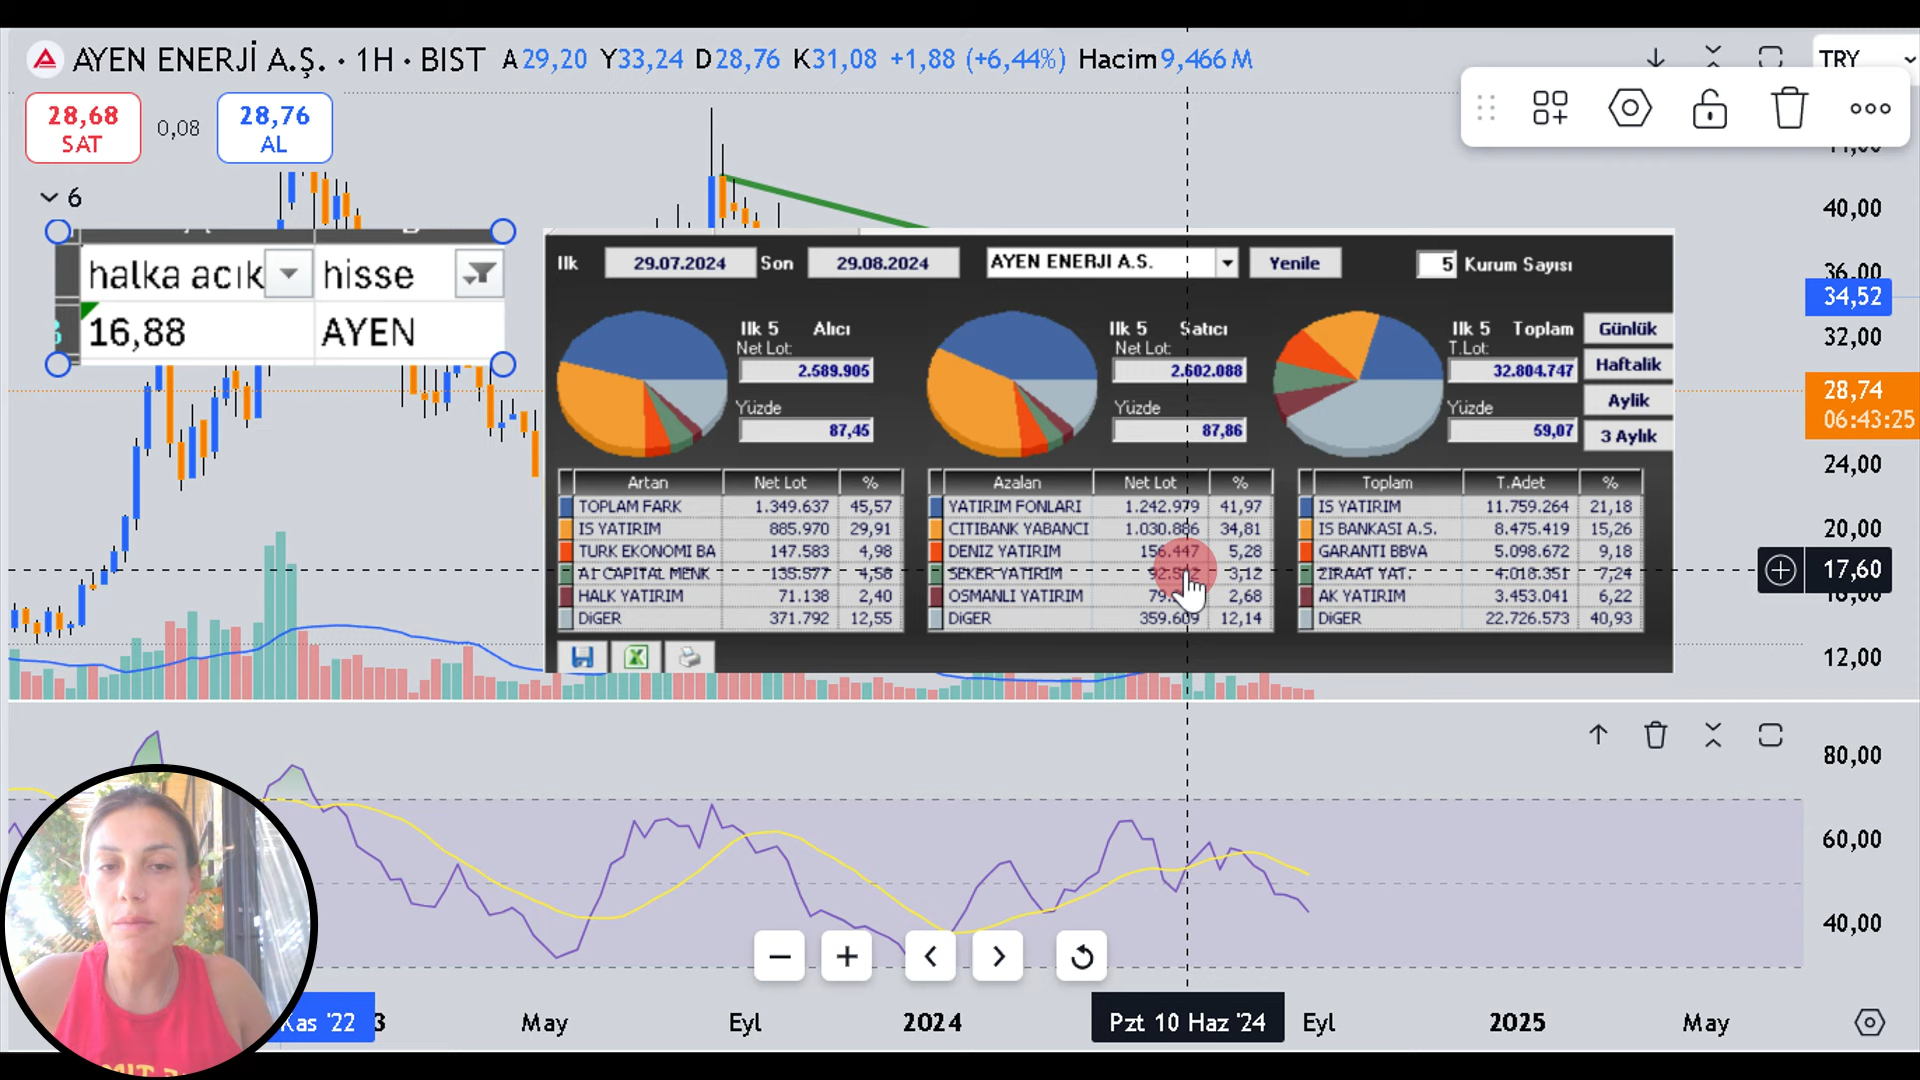 AYEN ENERJİ A.Ş. · 1H · BIST A29,20 Y33,24 D28,76 K31,08 +1,88 (+6,44%) Hacim9,466 M
TRY
28,68
SAT
0,08
28,76
AL
6
halka acık hisse
16,88 AYEN
Ilk 29.07.2024 Son 29.08.2024 AYEN ENERJI A.S. Yenile 5 Kurum Sayısı
Ilk 5 Alıcı
Net Lot:
2.589.905
Yüzde
87,45
Ilk 5 Satıcı
Net Lot:
2.602.088
Yüzde
87,86
Ilk 5 Toplam
T.Lot:
32.804.747
Yüzde
59,07
Günlük
Haftalik
Aylik
3 Aylık
Artan Net Lot %
TOPLAM FARK 1.349.637 45,57
IS YATIRIM 885.970 29,91
TURK EKONOMI BA 147.583 4,98
A1 CAPITAL MENK 135.577 4,58
HALK YATIRIM 71.138 2,40
DiGER 371.792 12,55
Azalan Net Lot %
YATIRIM FONLARI 1.242.979 41,97
CITIBANK YABANCI 1.030.886 34,81
DENIZ YATIRIM 156.447 5,28
SEKER YATIRIM 3,12
OSMANLI YATIRIM 2,68
DiGER 359.609 12,14
Toplam T.Adet %
IS YATIRIM 11.759.264 21,18
IS BANKASI A.S. 8.475.419 15,26
GARANTI BBVA 5.098.672 9,18
ZIRAAT YAT. 4.018.351 7,24
AK YATIRIM 3.453.041 6,22
DiGER 22.726.573 40,93
40,00
36,00
34,52
32,00
28,74
06:43:25
24,00
20,00
17,60
16,00
12,00
80,00
60,00
40,00
Kas '22 3 May Eyl 2024 Pzt 10 Haz '24 Eyl 2025 May